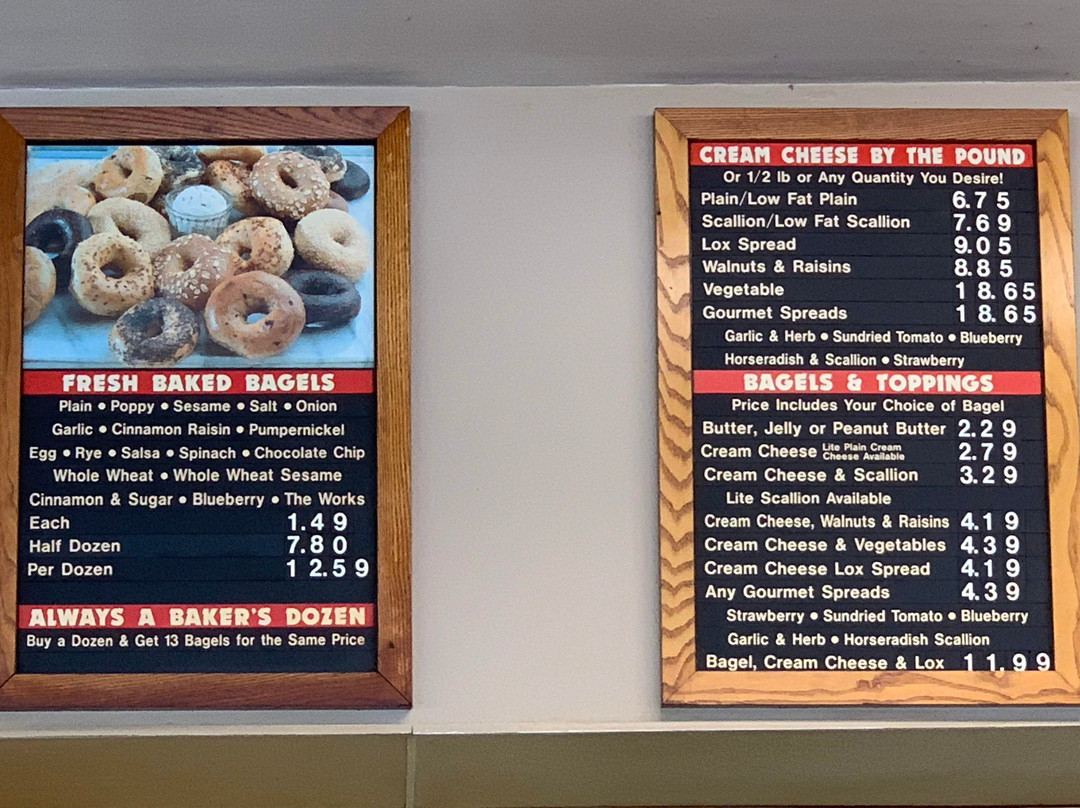 FRESH BAKED BAGELS
Plain • Poppy • Sesame • Salt • Onion
Garlic • Cinnamon Raisin • Pumpernickel
Egg • Rye • Salsa • Spinach • Chocolate Chip
Whole Wheat • Whole Wheat Sesame
Cinnamon & Sugar • Blueberry • The Works
Each 1.49
Half Dozen 7.80
Per Dozen 12.59
ALWAYS A BAKER'S DOZEN
Buy a Dozen & Get 13 Bagels for the Same Price
CREAM CHEESE BY THE POUND
Or 1/2 lb or Any Quantity You Desire!
Plain/Low Fat Plain 6.75
Scallion/Low Fat Scallion 7.69
Lox Spread 9.05
Walnuts & Raisins 8.85
Vegetable 18.65
Gourmet Spreads 18.65
Garlic & Herb • Sundried Tomato • Blueberry
Horseradish & Scallion • Strawberry
BAGELS & TOPPINGS
Price Includes Your Choice of Bagel
Butter, Jelly or Peanut Butter 2.29
Cream Cheese Lite Plain Cream Cheese Available 2.79
Cream Cheese & Scallion 3.29
Lite Scallion Available
Cream Cheese, Walnuts & Raisins 4.19
Cream Cheese & Vegetables 4.39
Cream Cheese Lox Spread 4.19
Any Gourmet Spreads 4.39
Strawberry • Sundried Tomato • Blueberry
Garlic & Herb • Horseradish Scallion
Bagel, Cream Cheese & Lox 11.99